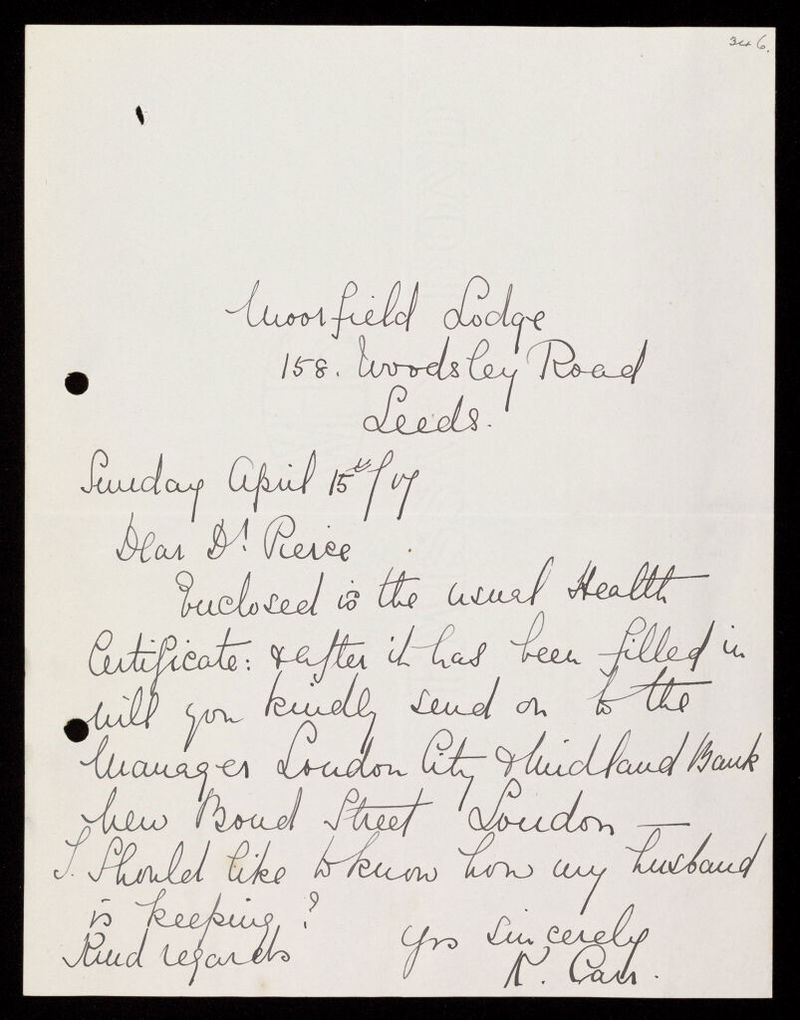 346.
Moorfield Lodge
158. Woodsley Road
Leeds.
Sunday April 15th/17
Dear Dr. Pierce
Enclosed is the usual Health
Certificate: & after it has been filled in
will you kindly send on to the
Manager London City & Midland Bank
New Bond Street London —
I. Should like to know how my husband
is keeping?
Kind regards Yrs sincerely
K. Carr.